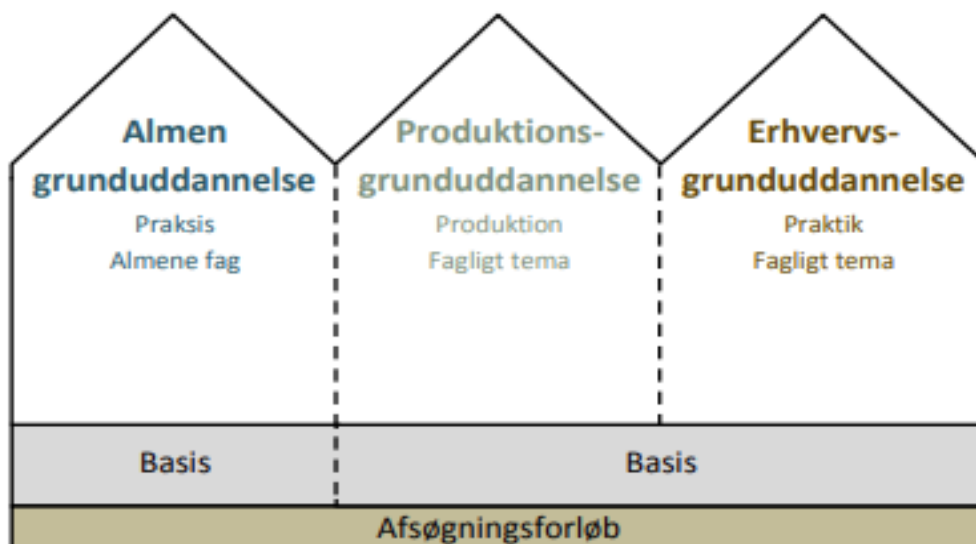 Almen
grunduddannelse
Praksis
Almene fag
Produktions-
grunduddannelse
Produktion
Fagligt tema
Erhvervs-
grunduddannelse
Praktik
Fagligt tema
Basis
Basis
Afsøgningsforløb